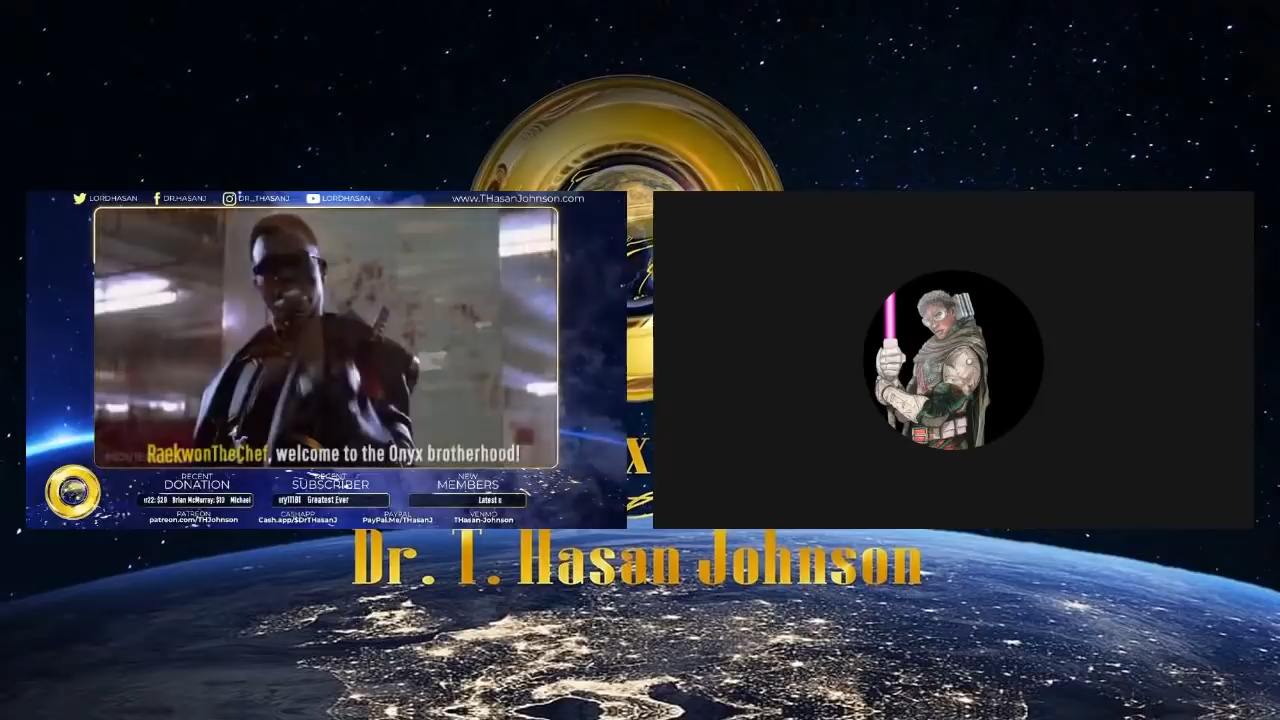 LORDHASAN DR.HASANJ DR._THASANJ LORDHASAN www.THasanJohnson.com
RaekwonTheChef, welcome to the Onyx brotherhood!
RECENT DONATION
RECENT SUBSCRIBER
NEW MEMBERS
Brian McMurray: $10 Michael
Greatest Ever
PATREON
patreon.com/THJohnson
CASHAPP
Cash.app/$DrTHasanJ
PAYPAL
PayPal.Me/THasanJ
VENMO
THasan-Johnson
X
Dr. T. Hasan Johnson